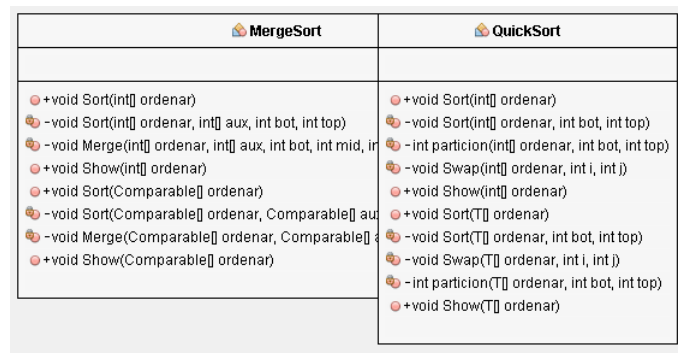 MergeSort
+void Sort(int[] ordenar)
-void Sort(int[] ordenar, int[] aux, int bot, int top)
-void Merge(int[] ordenar, int[] aux, int bot, int mid, in
+void Show(int[] ordenar)
+void Sort(Comparable[] ordenar)
-void Sort(Comparable[] ordenar, Comparable[] au
-void Merge(Comparable[] ordenar, Comparable[]
+void Show(Comparable[] ordenar)
QuickSort
+void Sort(int[] ordenar)
-void Sort(int[] ordenar, int bot, int top)
-int particion(int[] ordenar, int bot, int top)
-void Swap(int[] ordenar, int i, int j)
+void Show(int[] ordenar)
+void Sort(T[] ordenar)
-void Sort(T[] ordenar, int bot, int top)
-void Swap(T[] ordenar, int i, int j)
-int particion(T[] ordenar, int bot, int top)
+void Show(T[] ordenar)